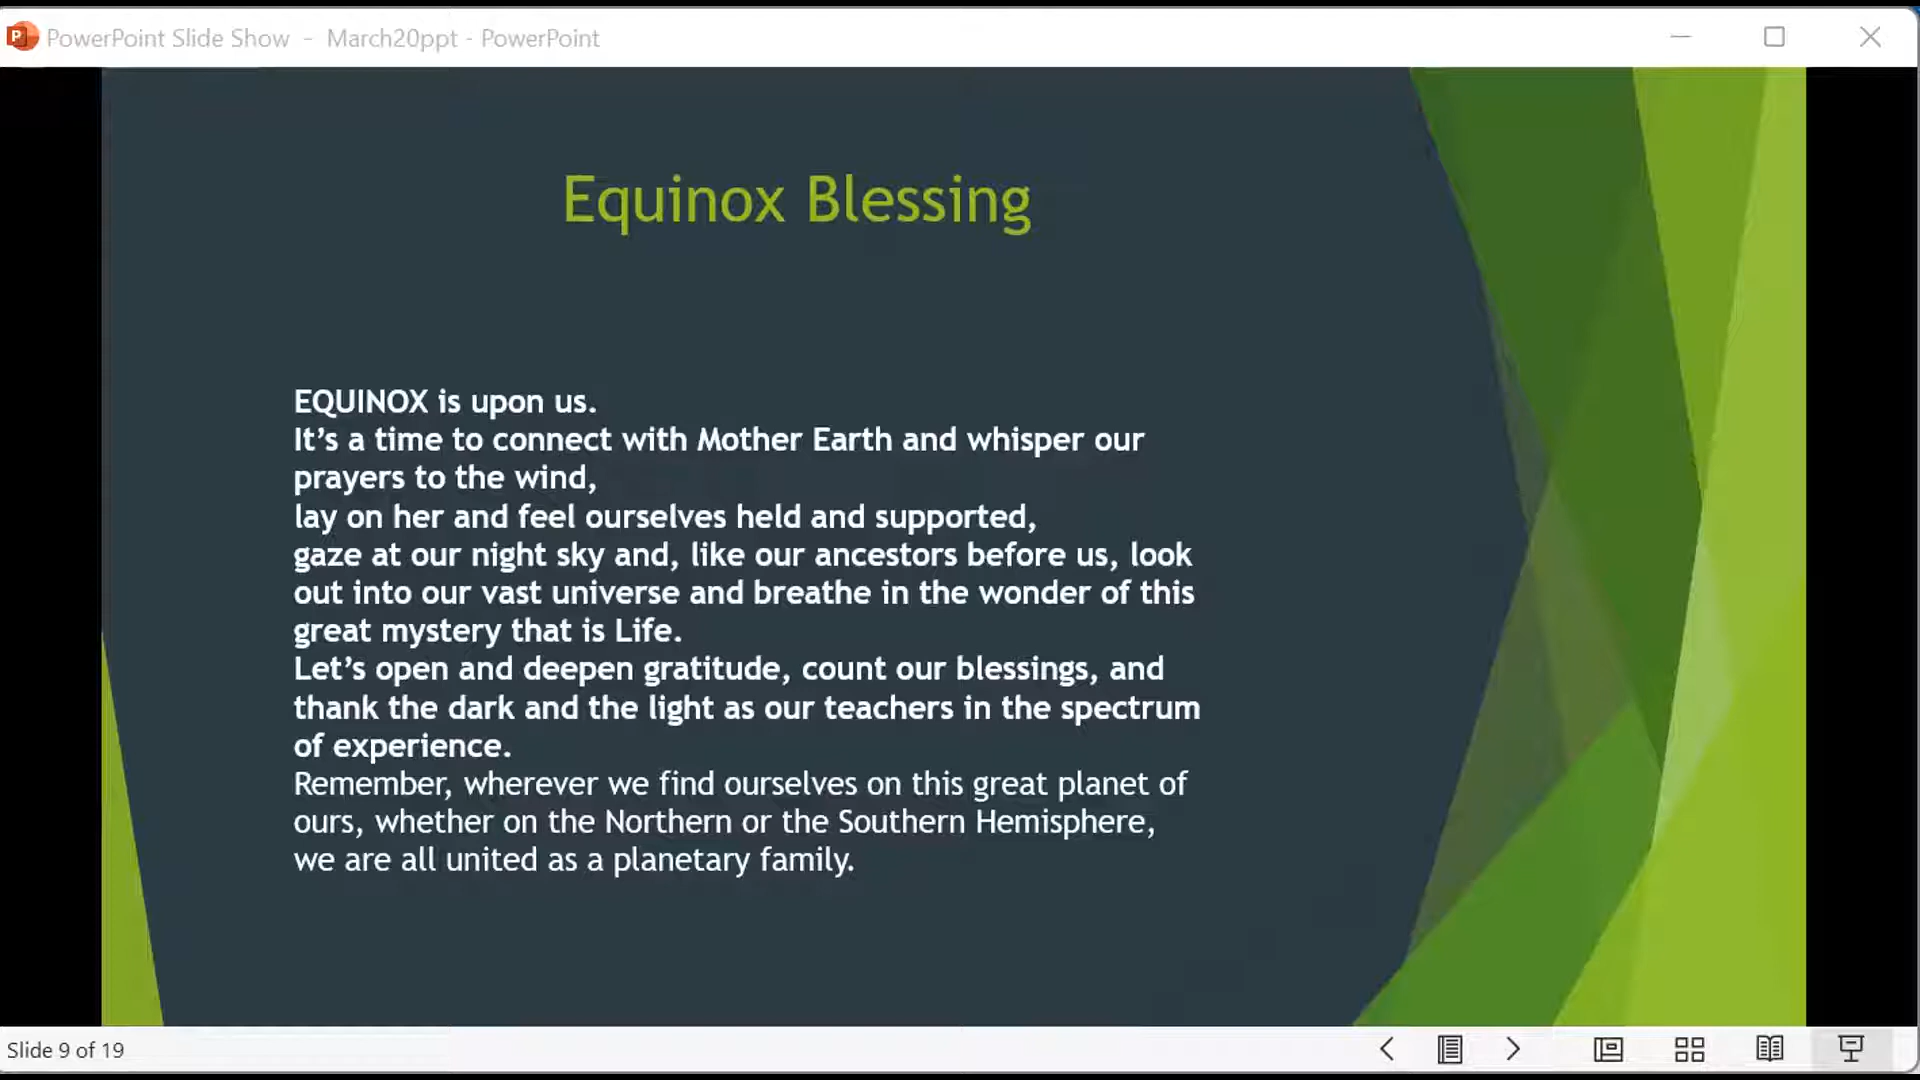 PowerPoint Slide Show - March20ppt - PowerPoint
Equinox Blessing
EQUINOX is upon us.
It’s a time to connect with Mother Earth and whisper our
prayers to the wind,
lay on her and feel ourselves held and supported,
gaze at our night sky and, like our ancestors before us, look
out into our vast universe and breathe in the wonder of this
great mystery that is Life.
Let’s open and deepen gratitude, count our blessings, and
thank the dark and the light as our teachers in the spectrum
of experience.
Remember, wherever we find ourselves on this great planet of
ours, whether on the Northern or the Southern Hemisphere,
we are all united as a planetary family.
Slide 9 of 19